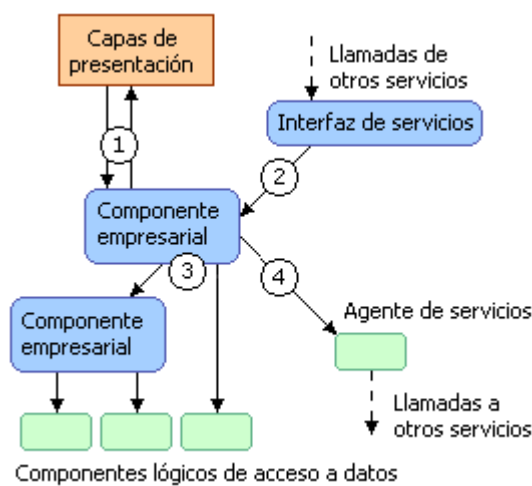 Capas de
presentación
Llamadas de
otros servicios
Interfaz de servicios
1
2
Componente
empresarial
3
4
Componente
empresarial
Agente de servicios
Llamadas a
otros servicios
Componentes lógicos de acceso a datos